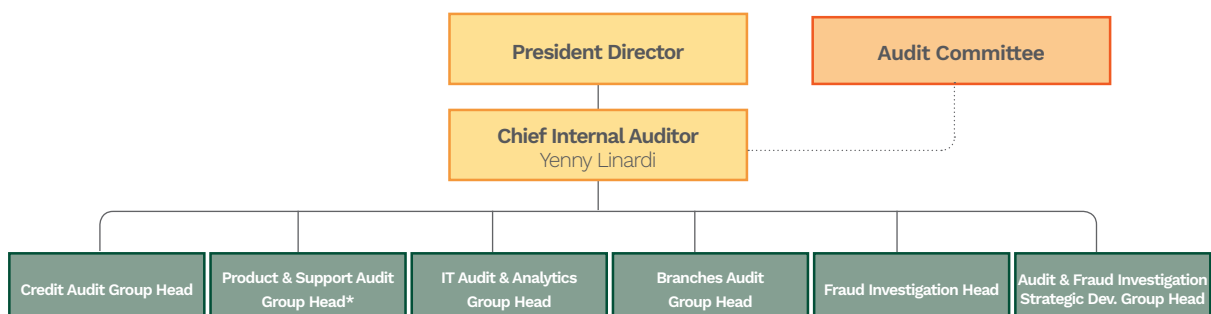 President Director
Audit Committee
Chief Internal Auditor
Yenny Linardi
Credit Audit Group Head
Product & Support Audit
Group Head*
IT Audit & Analytics
Group Head
Branches Audit
Group Head
Fraud Investigation Head
Audit & Fraud Investigation
Strategic Dev. Group Head